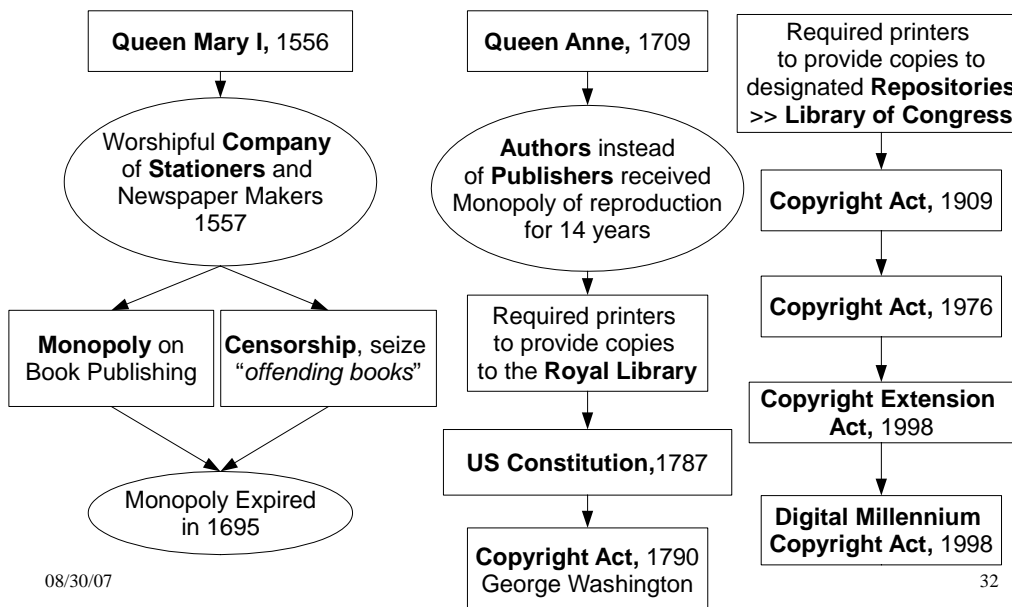 Queen Mary I, 1556
Worshipful Company
of Stationers and
Newspaper Makers
1557
Monopoly on
Book Publishing
Censorship, seize
“offending books”
Monopoly Expired
in 1695
Queen Anne, 1709
Authors instead
of Publishers received
Monopoly of reproduction
for 14 years
Required printers
to provide copies
to the Royal Library
US Constitution,1787
Copyright Act, 1790
George Washington
Required printers
to provide copies to
designated Repositories
>> Library of Congress
Copyright Act, 1909
Copyright Act, 1976
Copyright Extension
Act, 1998
Digital Millennium
Copyright Act, 1998
08/30/07
32